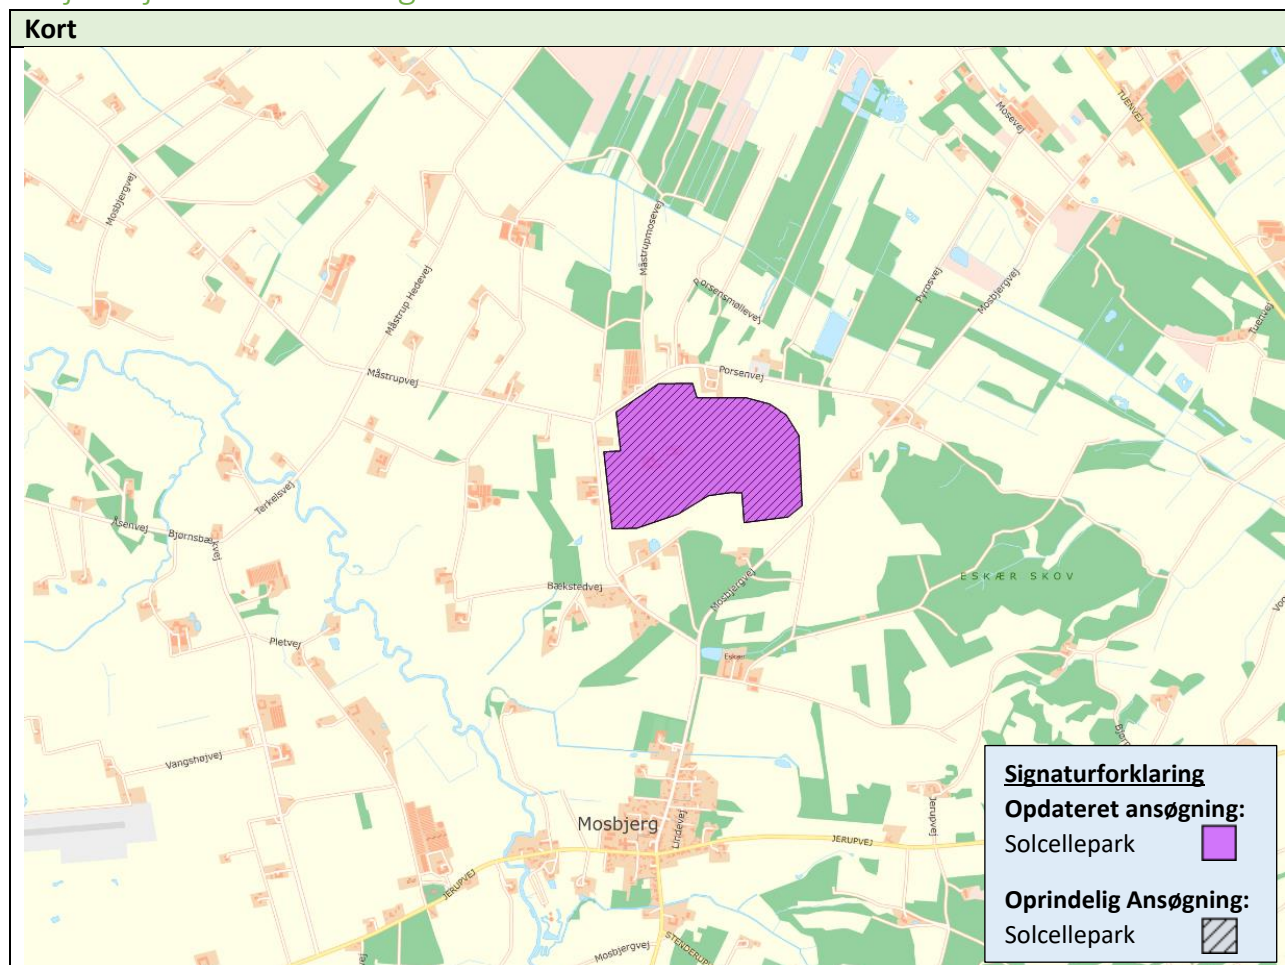 Kort
TUENVEJ
Mosevej
Mosbjergvej
Måstrupmosevej
Måstrup Hedevej
Pyrosvej
Mosbjergvej
Tuenvej
Måstrupvej
Porsenvej
Terkelsvej
Åsenvej
Bjørnsbækvej
ESKÆR SKOV
Bækstedvej
Mosbjergvej
Pletvej
Eskær
Vangshøjvej
Jerupvej
Mosbjerg
Lindevej
JERUPVEJ
JERUPVEJ
Mosbjergvej
Signaturforklaring
Opdateret ansøgning:
Solcellepark
Oprindelig Ansøgning:
Solcellepark